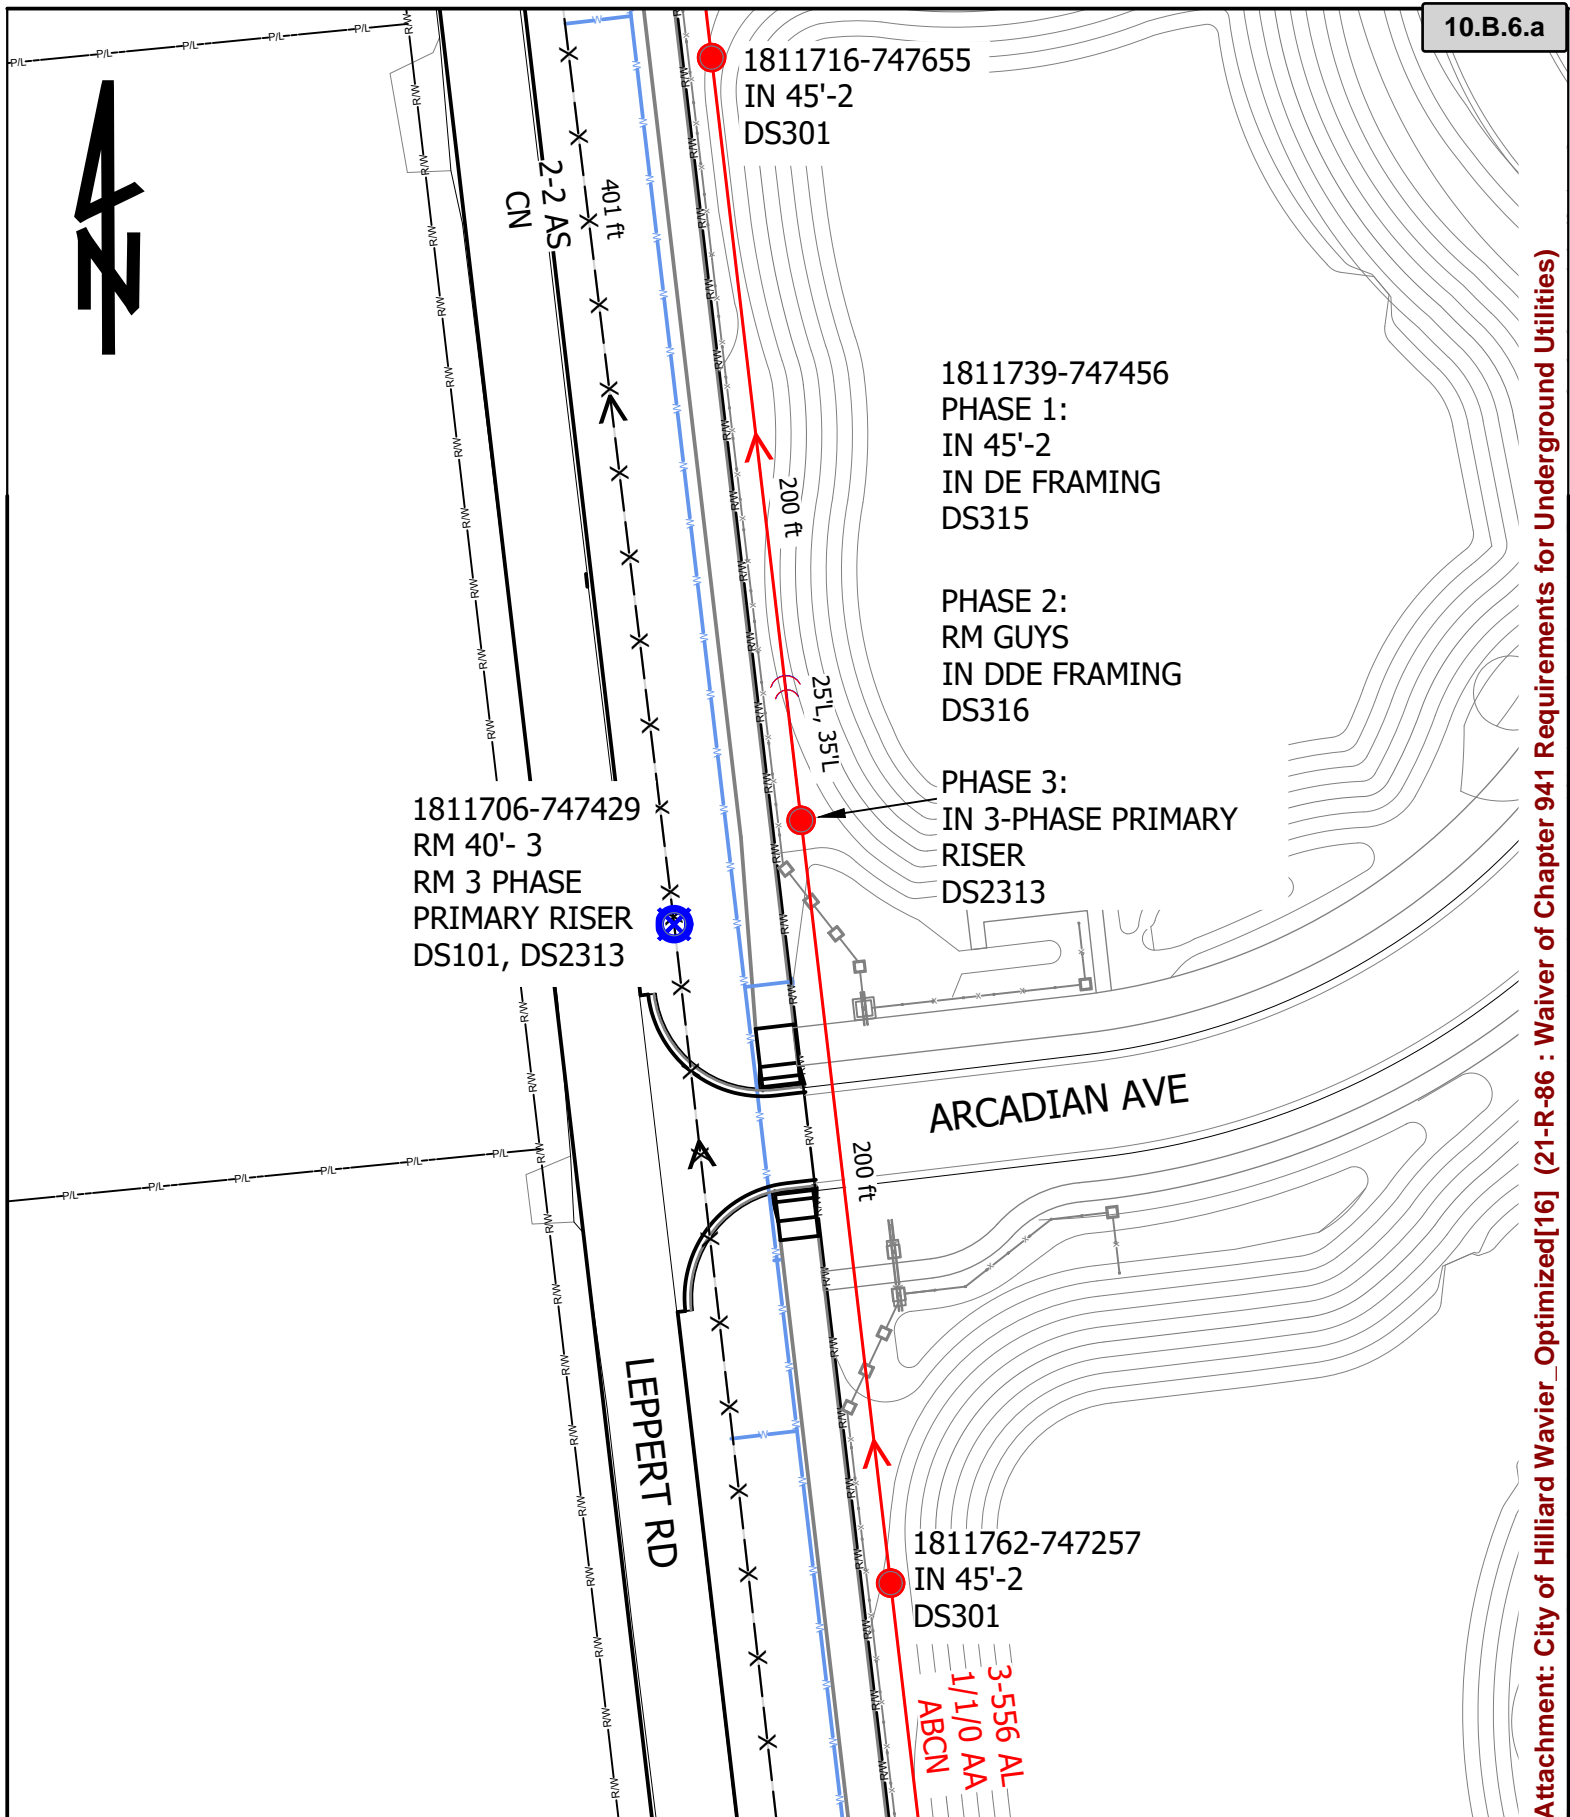 10.B.6.a
1811716-747655
IN 45'-2
DS301
N
2-2 AS
CN
401 ft
200 ft
1811739-747456
PHASE 1:
IN 45'-2
IN DE FRAMING
DS315
PHASE 2:
RM GUYS
IN DDE FRAMING
DS316
PHASE 3:
IN 3-PHASE PRIMARY
RISER
DS2313
25'L, 35'L
1811706-747429
RM 40'- 3
RM 3 PHASE
PRIMARY RISER
DS101, DS2313
ARCADIAN AVE
200 ft
LEPPERT RD
1811762-747257
IN 45'-2
DS301
3-556 AL
1/1/0 AA
ABCN
P/L P/L P/L P/L P/L
P/L P/L P/L P/L P/L P/L
R/W
W
Attachment: City of Hilliard Wavier_Optimized[16] (21-R-86 : Waiver of Chapter 941 Requirements for Underground Utilities)